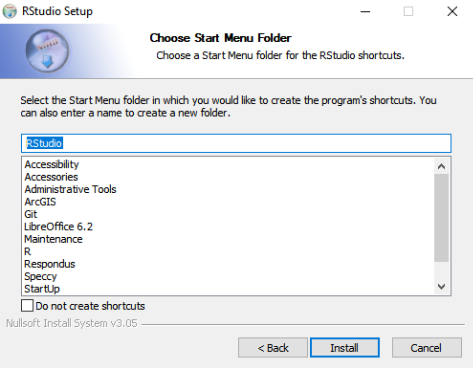 RStudio Setup
Choose Start Menu Folder
Choose a Start Menu folder for the RStudio shortcuts.
Select the Start Menu folder in which you would like to create the program's shortcuts. You
can also enter a name to create a new folder.
RStudio
Accessibility
Accessories
Administrative Tools
ArcGIS
Git
LibreOffice 6.2
Maintenance
R
Respondus
Speccy
StartUp
Do not create shortcuts
Nullsoft Install System v3.05
< Back Install Cancel